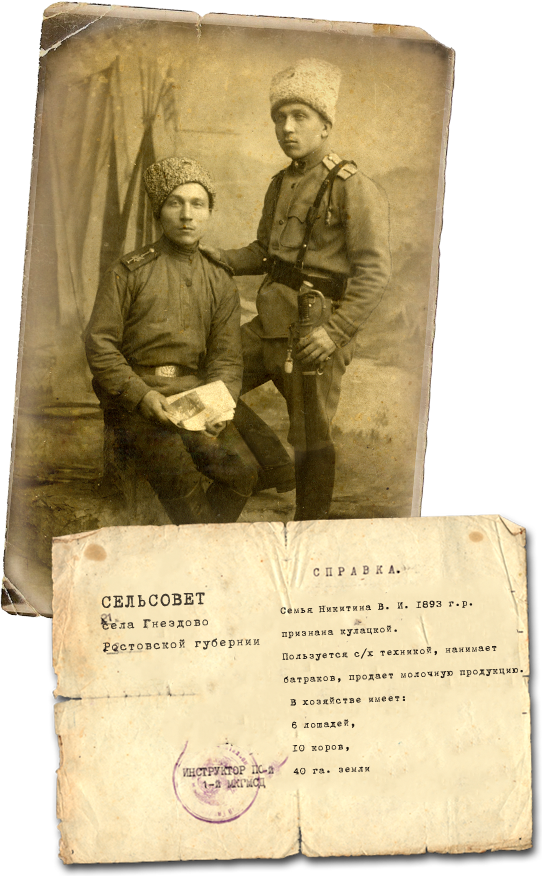 СЕЛЬСОВЕТ
села Гнездово
Ростовской губернии
СПРАВКА.
Семья Никитина В. И. 1893 г.р.
признана кулацкой.
Пользуется с/х техникой, нанимает
батраков, продает молочную продукцию.
В хозяйстве имеет:
6 лошадей,
10 коров,
40 га. земли
ИНСТРУКТОР ПС-2